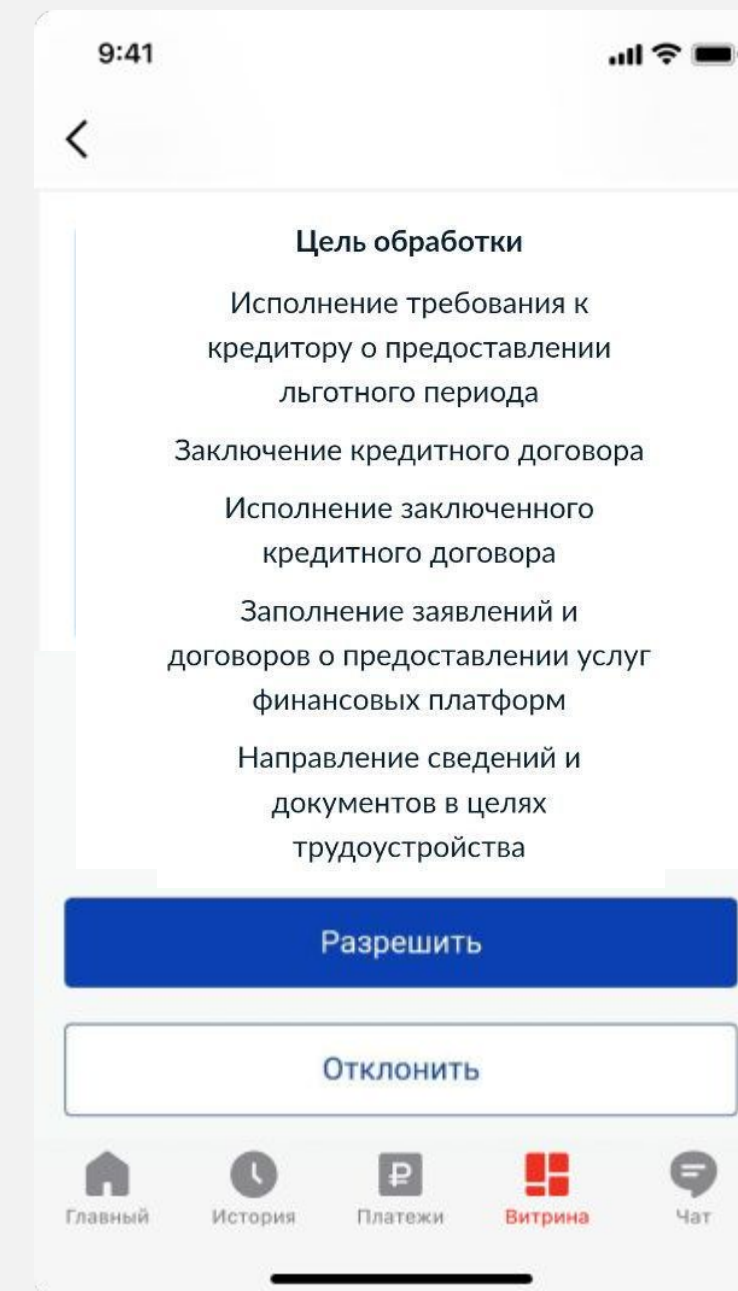 9:41
Цель обработки
Исполнение требования к
кредитору о предоставлении
льготного периода
Заключение кредитного договора
Исполнение заключенного
кредитного договора
Заполнение заявлений и
договоров о предоставлении услуг
финансовых платформ
Направление сведений и
документов в целях
трудоустройства
Разрешить
Отклонить
Главный История Платежи Витрина Чат